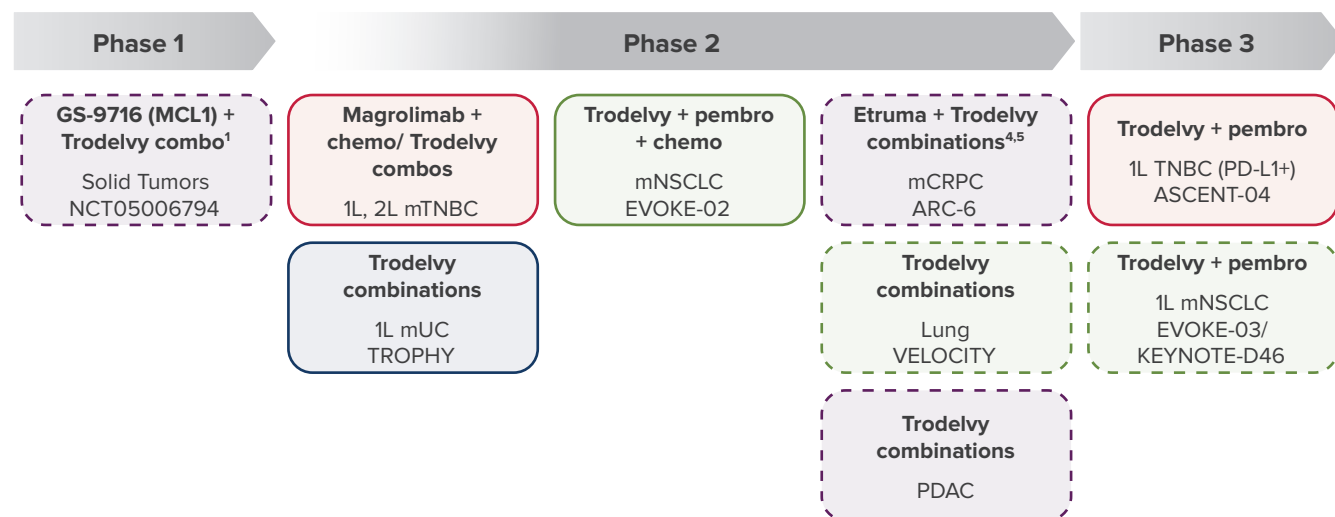 Phase 1
Phase 2
Phase 3
GS-9716 (MCL1) +
Trodelvy combo¹
Solid Tumors
NCT05006794
Magrolimab +
chemo/ Trodelvy
combos
1L, 2L mTNBC
Trodelvy + pembro
+ chemo
mNSCLC
EVOKE-02
Etruma + Trodelvy
combinations⁴,⁵
mCRPC
ARC-6
Trodelvy + pembro
1L TNBC (PD-L1+)
ASCENT-04
Trodelvy
combinations
1L mUC
TROPHY
Trodelvy
combinations
Lung
VELOCITY
Trodelvy + pembro
1L mNSCLC
EVOKE-03/
KEYNOTE-D46
Trodelvy
combinations
PDAC